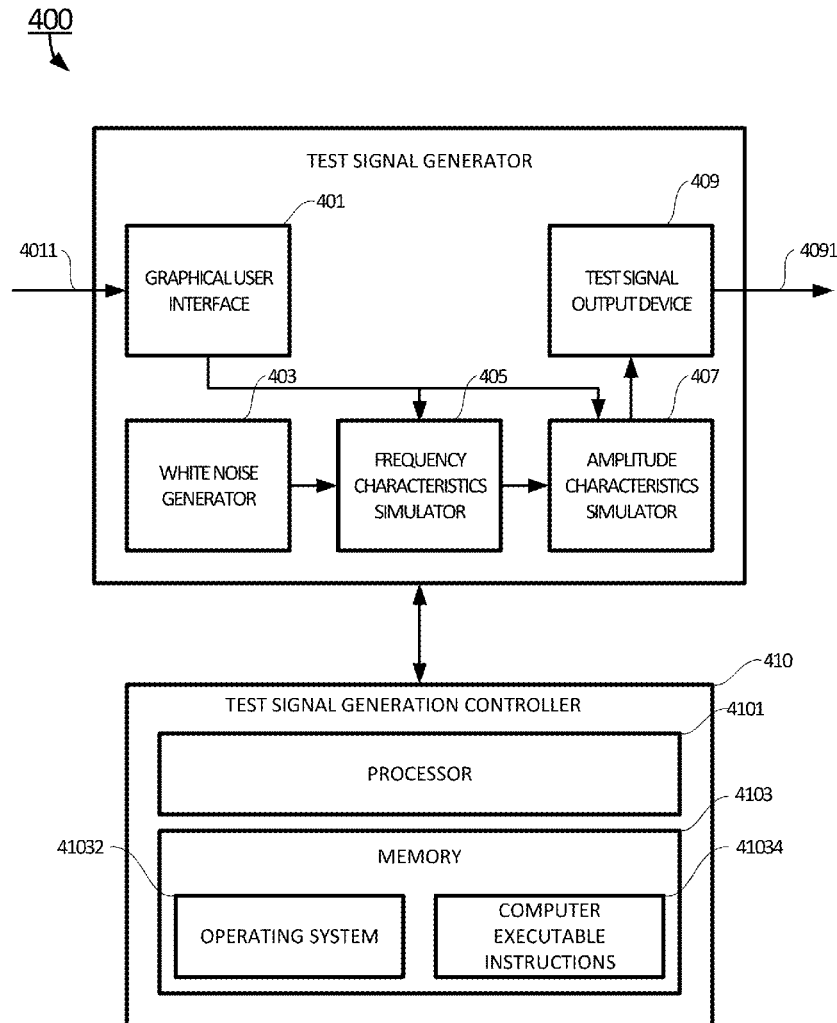 400
TEST SIGNAL GENERATOR
401
409
4011
GRAPHICAL USER
INTERFACE
TEST SIGNAL
OUTPUT DEVICE
4091
403
405
407
WHITE NOISE
GENERATOR
FREQUENCY
CHARACTERISTICS
SIMULATOR
AMPLITUDE
CHARACTERISTICS
SIMULATOR
410
TEST SIGNAL GENERATION CONTROLLER
4101
PROCESSOR
4103
41032
MEMORY
41034
OPERATING SYSTEM
COMPUTER
EXECUTABLE
INSTRUCTIONS